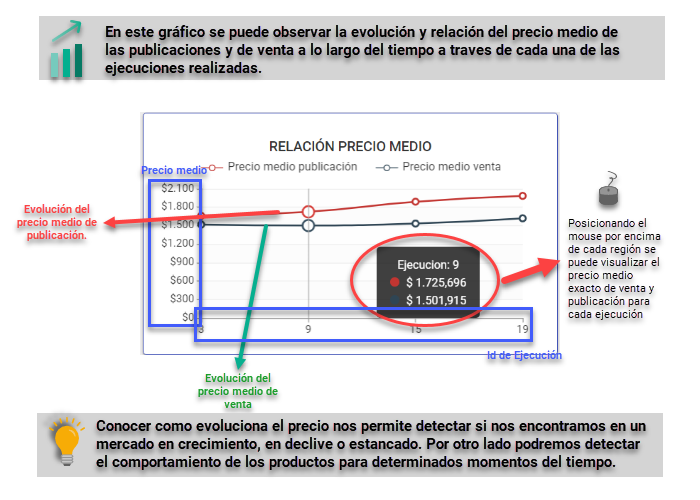 En este gráfico se puede observar la evolución y relación del precio medio de
las publicaciones y de venta a lo largo del tiempo a traves de cada una de las
ejecuciones realizadas.
RELACIÓN PRECIO MEDIO
Precio medio
Precio medio publicación
Precio medio venta
$2.100
$1.800
$1.500
$1.200
$900
$600
$300
$0
3
9
15
19
Evolución del
precio medio de
publicación.
Ejecucion: 9
$ 1.725,696
$ 1.501,915
Posicionando el
mouse por encima
de cada región se
puede visualizar el
precio medio
exacto de venta y
publicación para
cada ejecución
Id de Ejecución
Evolución del
precio medio de
venta
Conocer como evoluciona el precio nos permite detectar si nos encontramos en un
mercado en crecimiento, en declive o estancado. Por otro lado podremos detectar
el comportamiento de los productos para determinados momentos del tiempo.